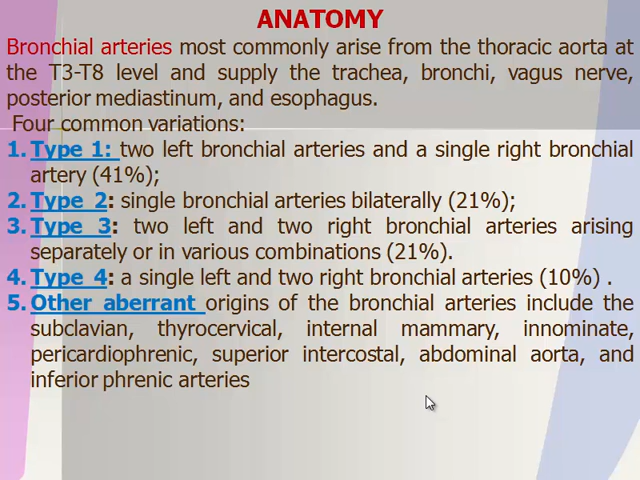 ANATOMY
Bronchial arteries most commonly arise from the thoracic aorta at
the T3-T8 level and supply the trachea, bronchi, vagus nerve,
posterior mediastinum, and esophagus.
Four common variations:
1. Type 1: two left bronchial arteries and a single right bronchial
artery (41%);
2. Type 2: single bronchial arteries bilaterally (21%);
3. Type 3: two left and two right bronchial arteries arising
separately or in various combinations (21%).
4. Type 4: a single left and two right bronchial arteries (10%) .
5. Other aberrant origins of the bronchial arteries include the
subclavian, thyrocervical, internal mammary, innominate,
pericardiophrenic, superior intercostal, abdominal aorta, and
inferior phrenic arteries